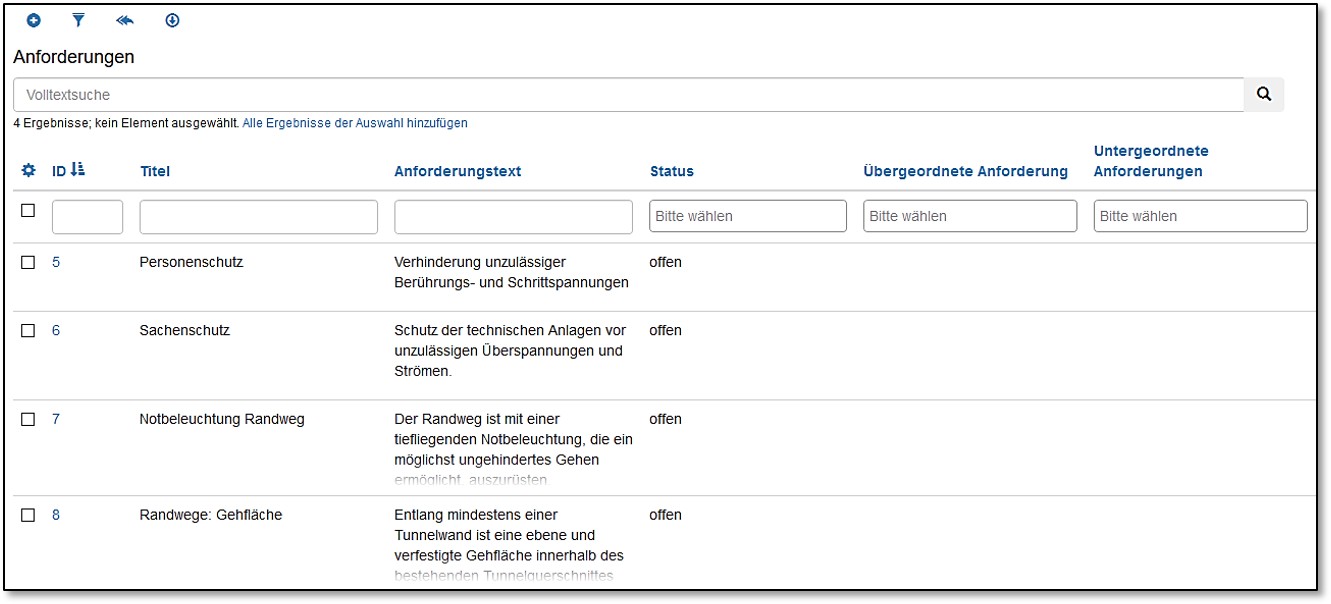 Anforderungen
Volltextsuche
4 Ergebnisse; kein Element ausgewählt. Alle Ergebnisse der Auswahl hinzufügen
ID Titel Anforderungstext Status Übergeordnete Anforderung Untergeordnete
Anforderungen
Bitte wählen Bitte wählen Bitte wählen
5 Personenschutz Verhinderung unzulässiger offen
Berührungs- und Schrittspannungen
6 Sachenschutz Schutz der technischen Anlagen vor offen
unzulässigen Überspannungen und
Strömen.
7 Notbeleuchtung Randweg Der Randweg ist mit einer offen
tiefliegenden Notbeleuchtung, die ein
möglichst ungehindertes Gehen
ermöglicht, auszurüsten
8 Randwege: Gehfläche Entlang mindestens einer offen
Tunnelwand ist eine ebene und
verfestigte Gehfläche innerhalb des
bestehenden Tunnelquerschnittes